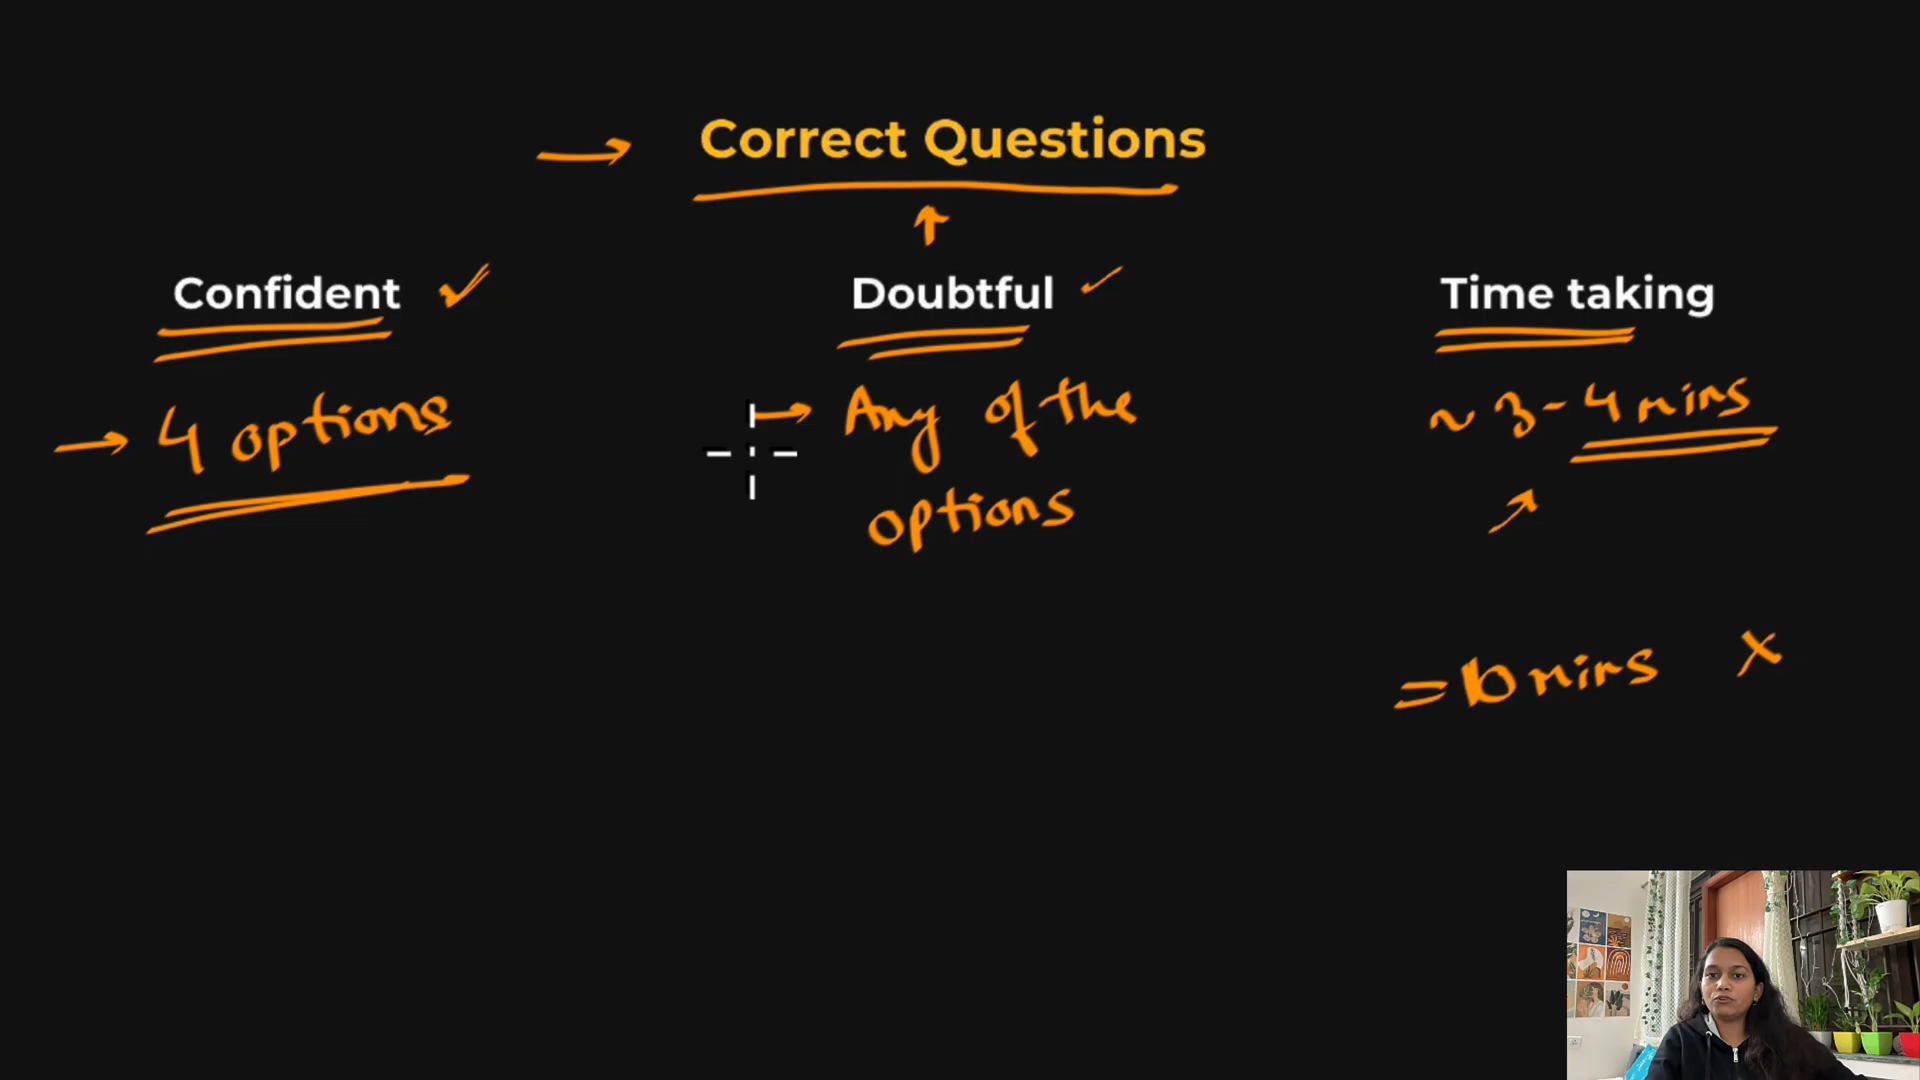 Correct Questions
Confident
Doubtful
Time taking
4 options
Any of the
options
~ 3-4 mins
= 10 mins x